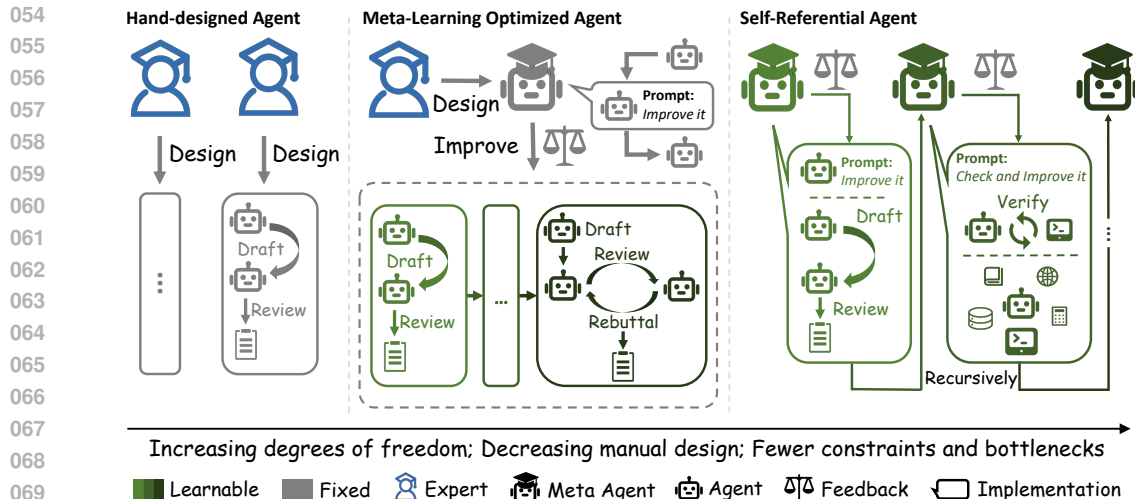 054
055
056
057
058
059
060
061
062
063
064
065
066
067
068
069
Hand-designed Agent
Design
Design
...
Draft
Review
Meta-Learning Optimized Agent
Design
Prompt:
Improve it
Improve
Draft
Review
...
Draft
Review
Rebuttal
Self-Referential Agent
Prompt:
Improve it
Draft
Review
Prompt:
Check and Improve it
Verify
...
Recursively
Increasing degrees of freedom; Decreasing manual design; Fewer constraints and bottlenecks
Learnable Fixed Expert Meta Agent Agent Feedback Implementation